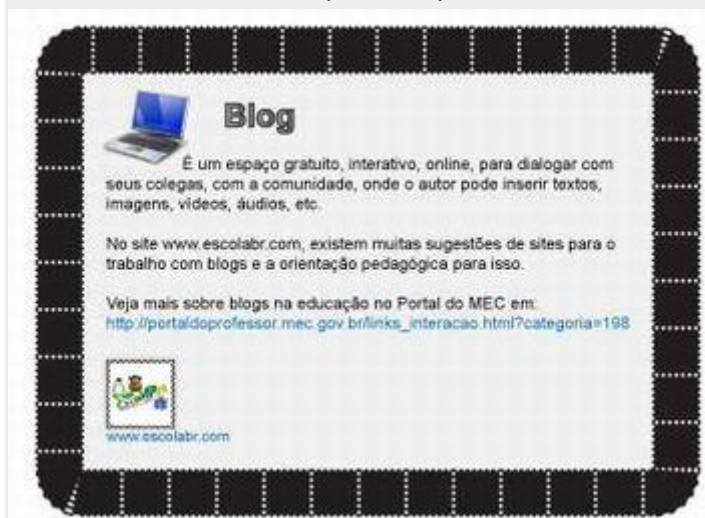 Blog
É um espaço gratuito, interativo, online, para dialogar com
seus colegas, com a comunidade, onde o autor pode inserir textos,
imagens, vídeos, áudios, etc.
No site www.escolabr.com, existem muitas sugestões de sites para o
trabalho com blogs e a orientação pedagógica para isso.
Veja mais sobre blogs na educação no Portal do MEC em:
http://portaldoprofessor.mec.gov.br/links_interacao.html?categoria=198
www.escolabr.com